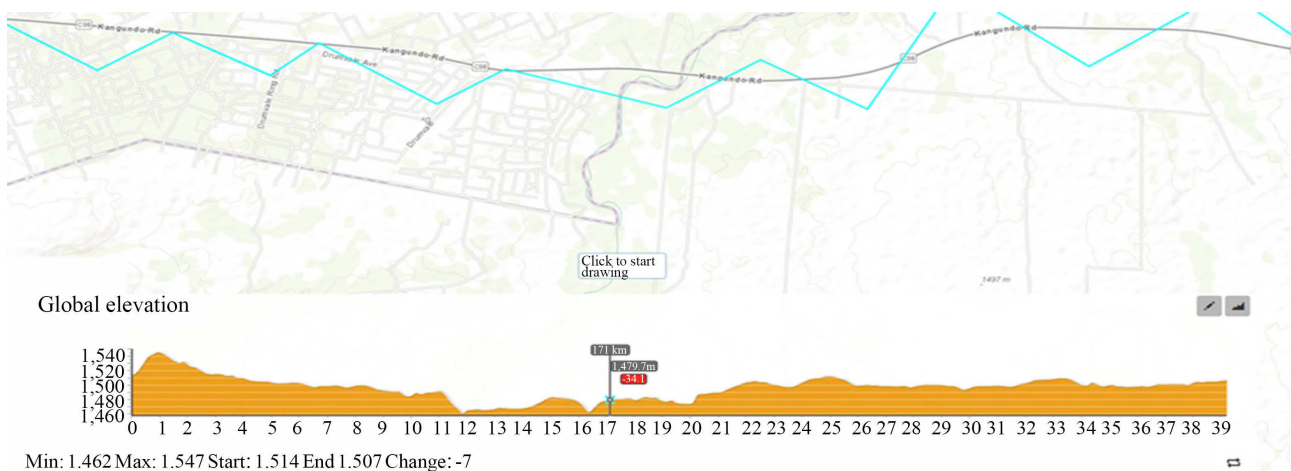 C98
Kangundo Rd
Drumvale Ave
Kangundo Rd
C98
Drumvale Ring Rd
Kangundo Rd
C98
Kangundo Rd
Click to start
drawing
1497 m
Global elevation
171 km
1,479.7m
-34.1
1,540
1,520
1,500
1,480
1,460
0 1 2 3 4 5 6 7 8 9 10 11 12 13 14 15 16 17 18 19 20 21 22 23 24 25 26 27 28 29 30 31 32 33 34 35 36 37 38 39
Min: 1.462 Max: 1.547 Start: 1.514 End 1.507 Change: -7